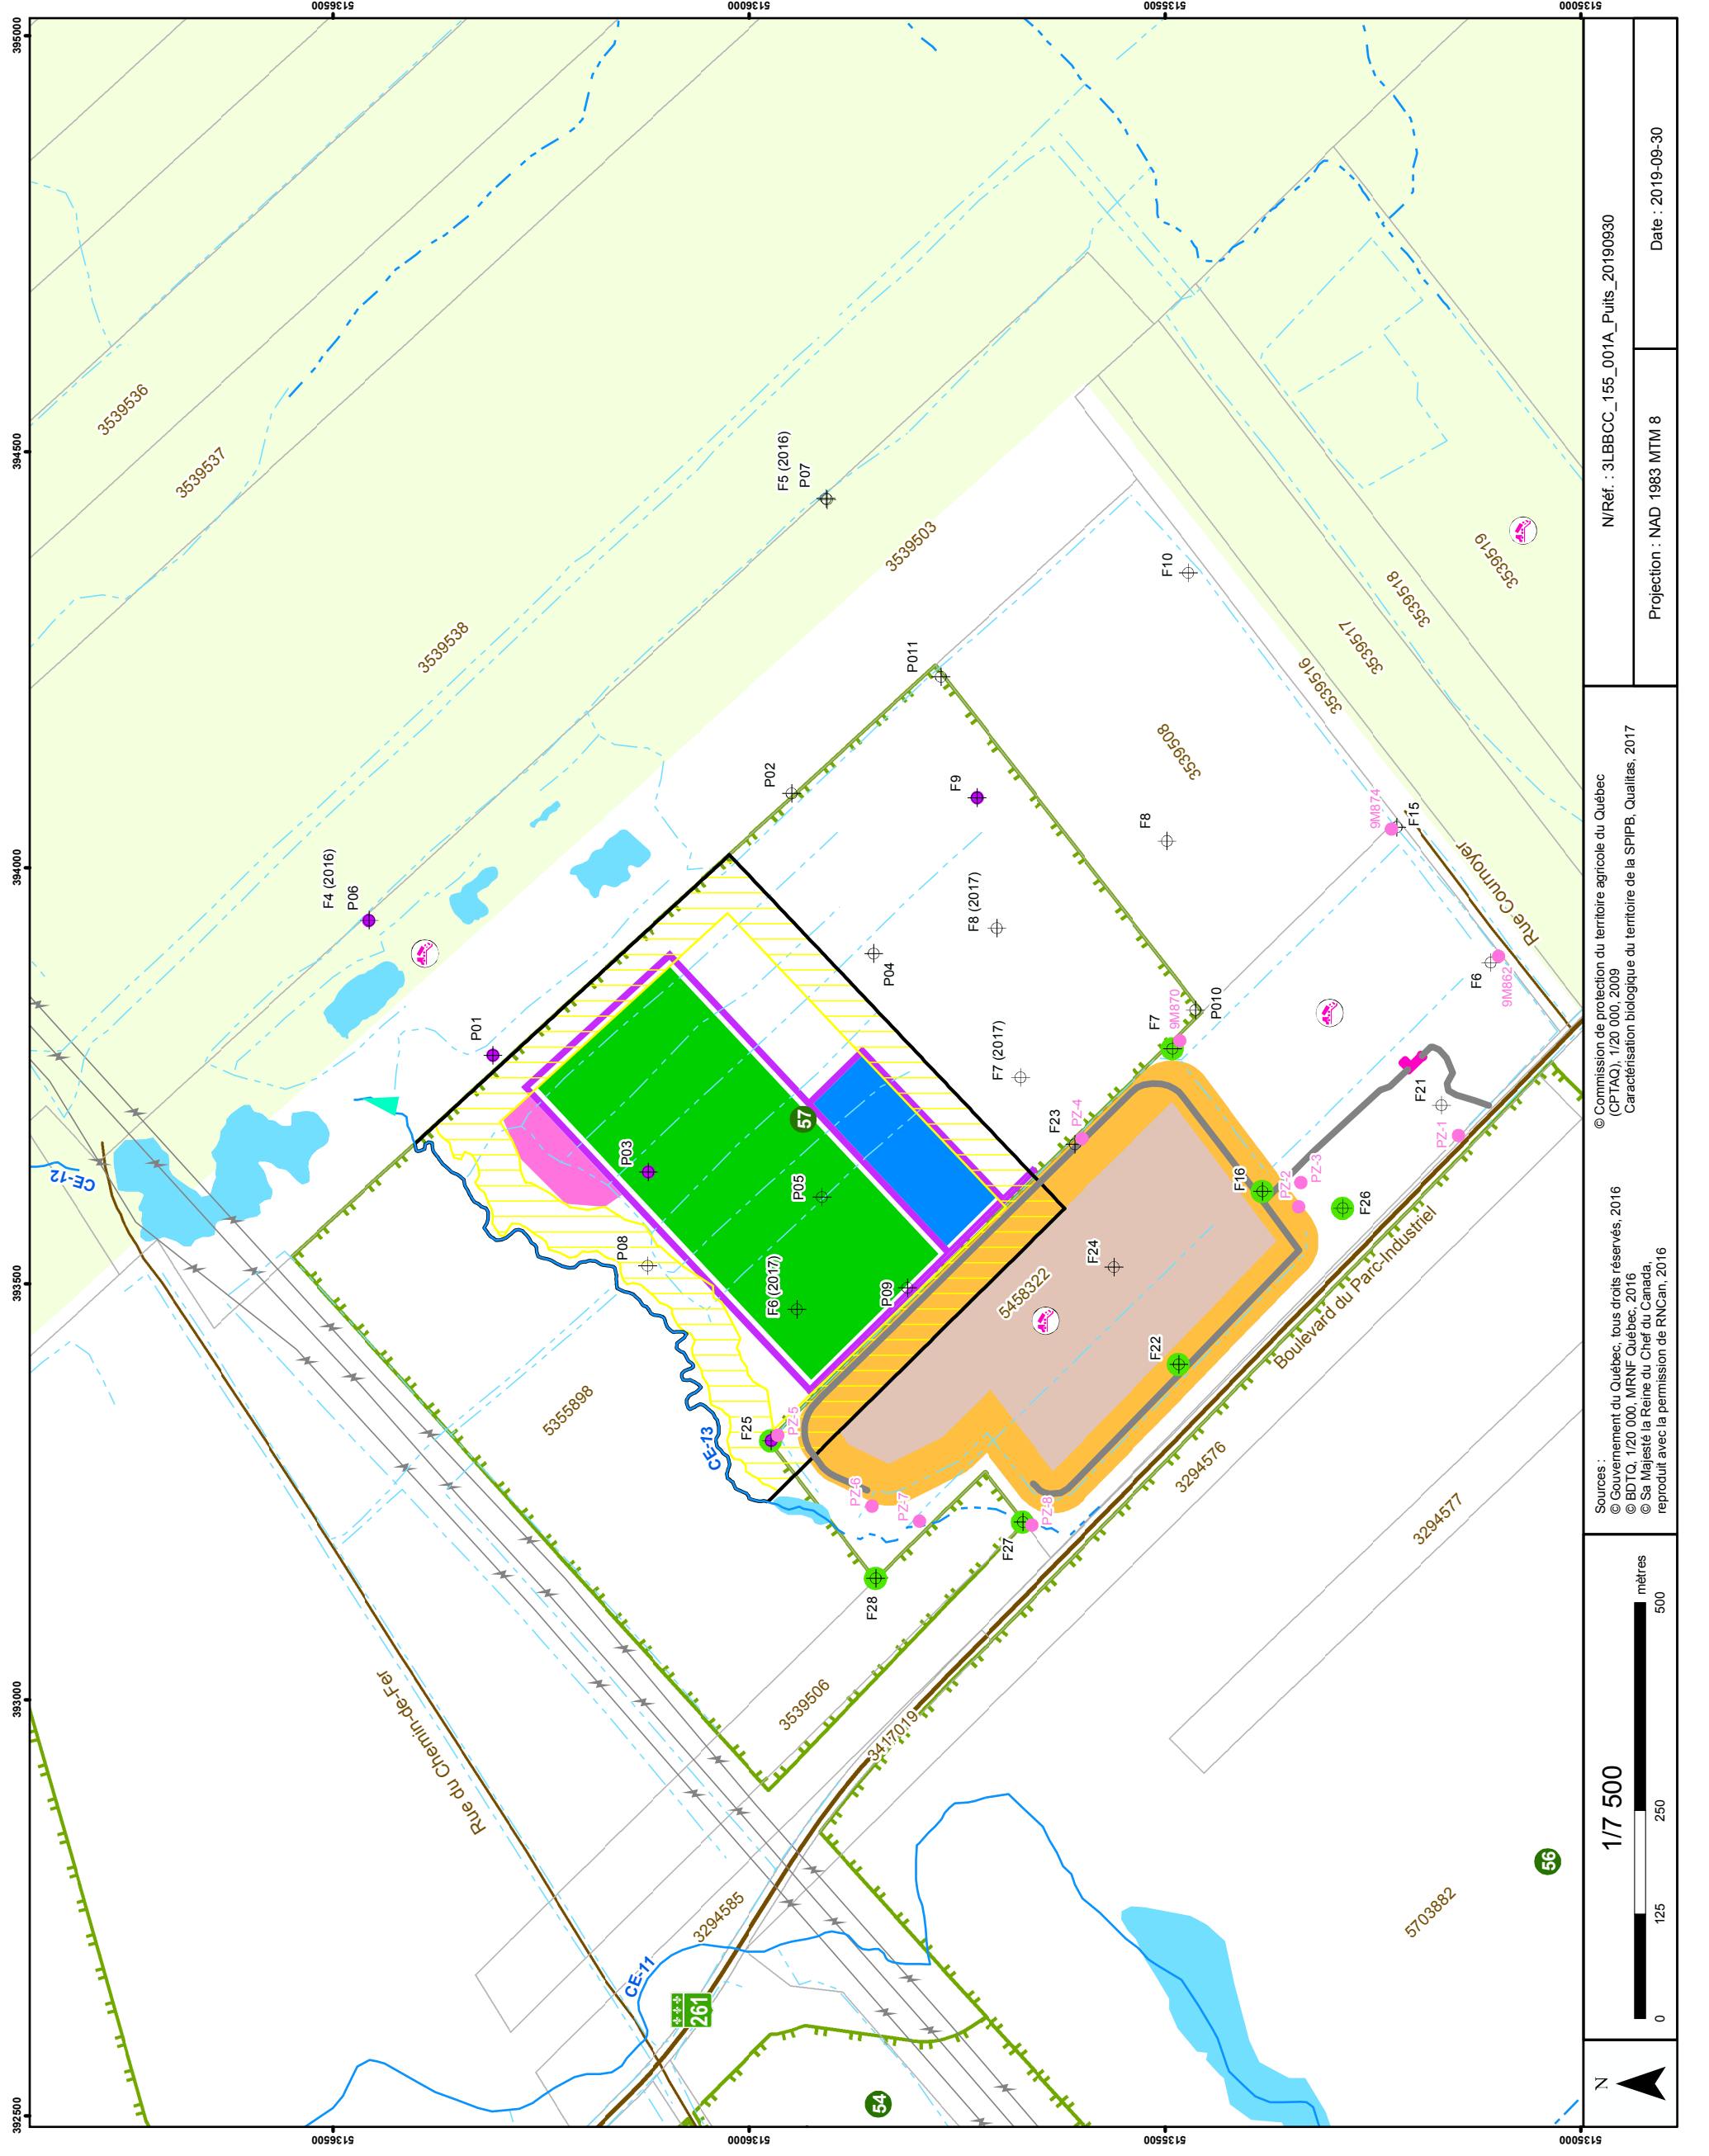 392500
393000
393500
394000
394500
395000
5136500
5136000
5135500
5135000
5136500
5136000
5135500
5135000
CE-12
CE-13
CE-11
Rue du Chemin-de-Fer
Boulevard du Parc-Industriel
Rue Cournoyer
261
54
56
57
3539536
3539537
3539538
3539503
3539508
3539516
3539517
3539518
3539519
5355898
5458322
3539506
3417019
3294585
3294576
3294577
5703882
F4 (2016)
P06
F5 (2016)
P07
P01
P02
P011
F9
F10
F8
F8 (2017)
P04
F7 (2017)
F7
9M870
P010
9M874
F15
F6
9M862
F21
PZ-1
F23
PZ-4
F16
PZ-2
PZ-3
F26
F24
F22
P03
P05
P08
F6 (2017)
P09
F25
PZ-5
PZ-6
PZ-7
PZ-8
F27
F28
N
1/7 500
0
125
250
500
mètres
Sources :
© Gouvernement du Québec, tous droits réservés, 2016
© BDTQ, 1/20 000, MRNF Québec, 2016
© Sa Majesté la Reine du Chef du Canada,
reproduit avec la permission de RNCan, 2016
© Commission de protection du territoire agricole du Québec
(CPTAQ), 1/20 000, 2009
Caractérisation biologique du territoire de la SPIPB, Qualitas, 2017
N/Réf. : 3LBBCC_155_001A_Puits_20190930
Projection : NAD 1983 MTM 8
Date : 2019-09-30